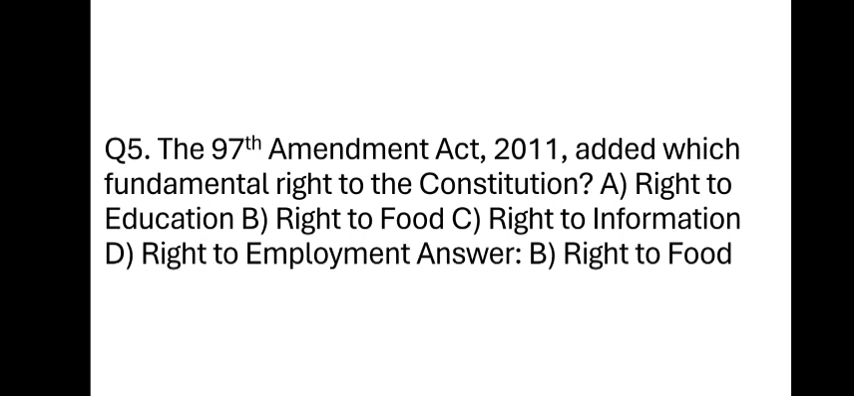 Q5. The 97th Amendment Act, 2011, added which
fundamental right to the Constitution? A) Right to
Education B) Right to Food C) Right to Information
D) Right to Employment Answer: B) Right to Food